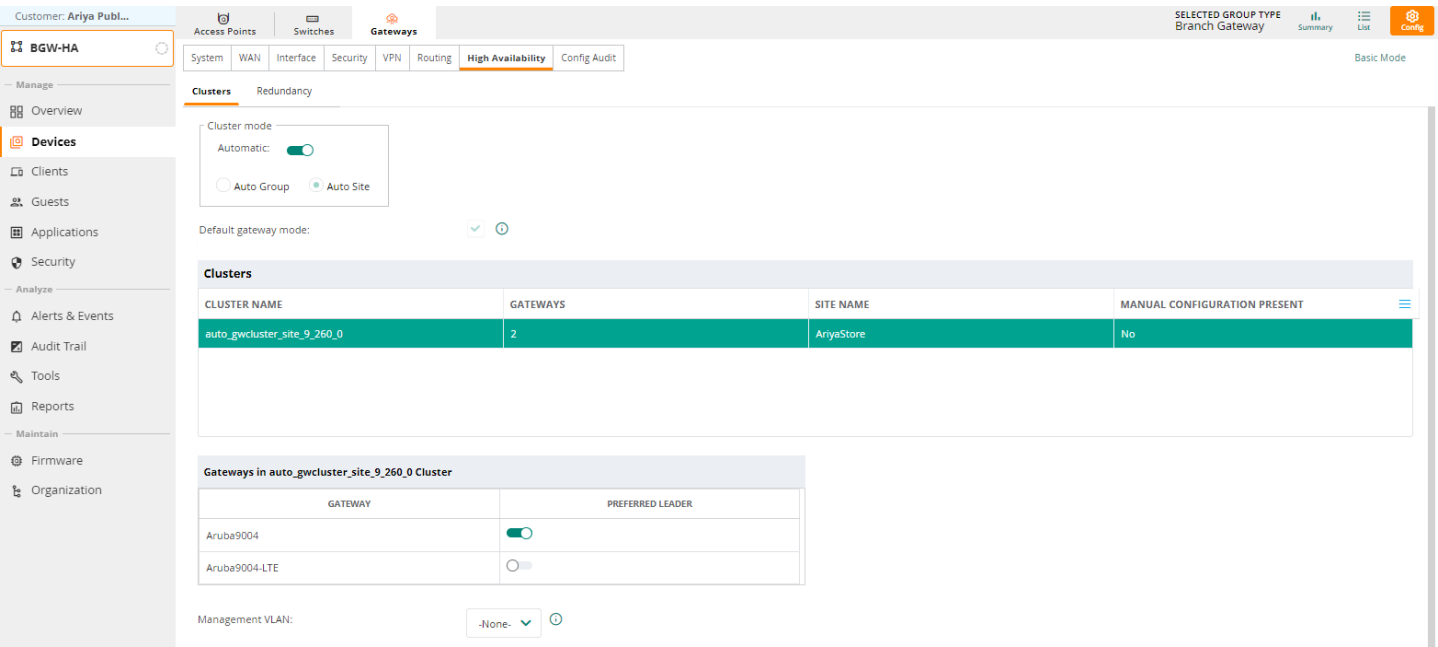 Customer: Ariya Publ...
BGW-HA
Manage
Overview
Devices
Clients
Guests
Applications
Security
Analyze
Alerts & Events
Audit Trail
Tools
Reports
Maintain
Firmware
Organization
Access Points
Switches
Gateways
SELECTED GROUP TYPE
Branch Gateway
Summary
List
Config
System WAN Interface Security VPN Routing High Availability Config Audit
Basic Mode
Clusters Redundancy
Cluster mode
Automatic:
Auto Group Auto Site
Default gateway mode:
Clusters
CLUSTER NAME GATEWAYS SITE NAME MANUAL CONFIGURATION PRESENT
auto_gwcluster_site_9_260_0 2 AriyaStore No
Gateways in auto_gwcluster_site_9_260_0 Cluster
GATEWAY PREFERRED LEADER
Aruba9004
Aruba9004-LTE
Management VLAN: -None-